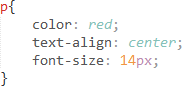 p{
    color: red;
    text-align: center;
    font-size: 14px;
}